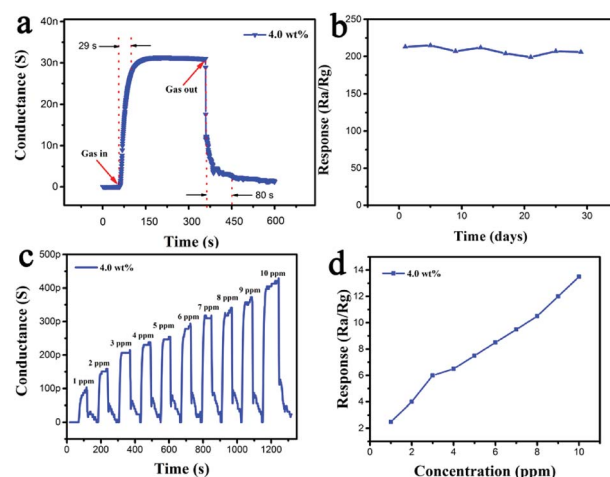 a
4.0 wt%
40n
30n
20n
10n
0n
Conductance (S)
29 s
Gas in
Gas out
80 s
0 150 300 450 600
Time (s)
b
4.0 wt%
250
200
150
100
50
0
Response (Ra/Rg)
0 10 20 30
Time (days)
c
4.0 wt%
500p
400p
300p
200p
100p
0
Conductance (S)
1 ppm
2 ppm
3 ppm
4 ppm
5 ppm
6 ppm
7 ppm
8 ppm
9 ppm
10 ppm
0 200 400 600 800 1000 1200
Time (s)
d
4.0 wt%
14
12
10
8
6
4
2
Response (Ra/Rg)
0 2 4 6 8 10
Concentration (ppm)